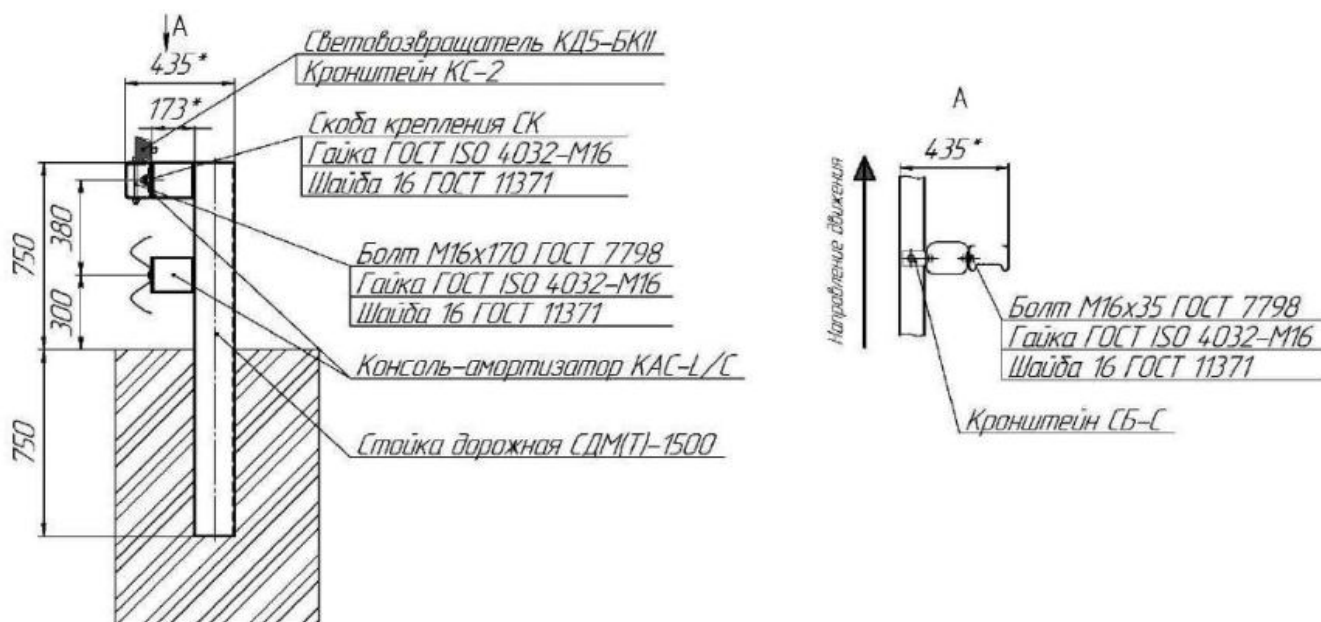 А
435*
173*
Световозвращатель КД5-БКII
Кронштейн КС-2
Скоба крепления СК
Гайка ГОСТ ISO 4032-М16
Шайба 16 ГОСТ 11371
750
380
300
Болт М16х170 ГОСТ 7798
Гайка ГОСТ ISO 4032-М16
Шайба 16 ГОСТ 11371
Консоль-амортизатор КАС-L/С
750
Стойка дорожная СДМ(Т)-1500
А
435*
Направление движения
Болт М16х35 ГОСТ 7798
Гайка ГОСТ ISO 4032-М16
Шайба 16 ГОСТ 11371
Кронштейн СБ-С